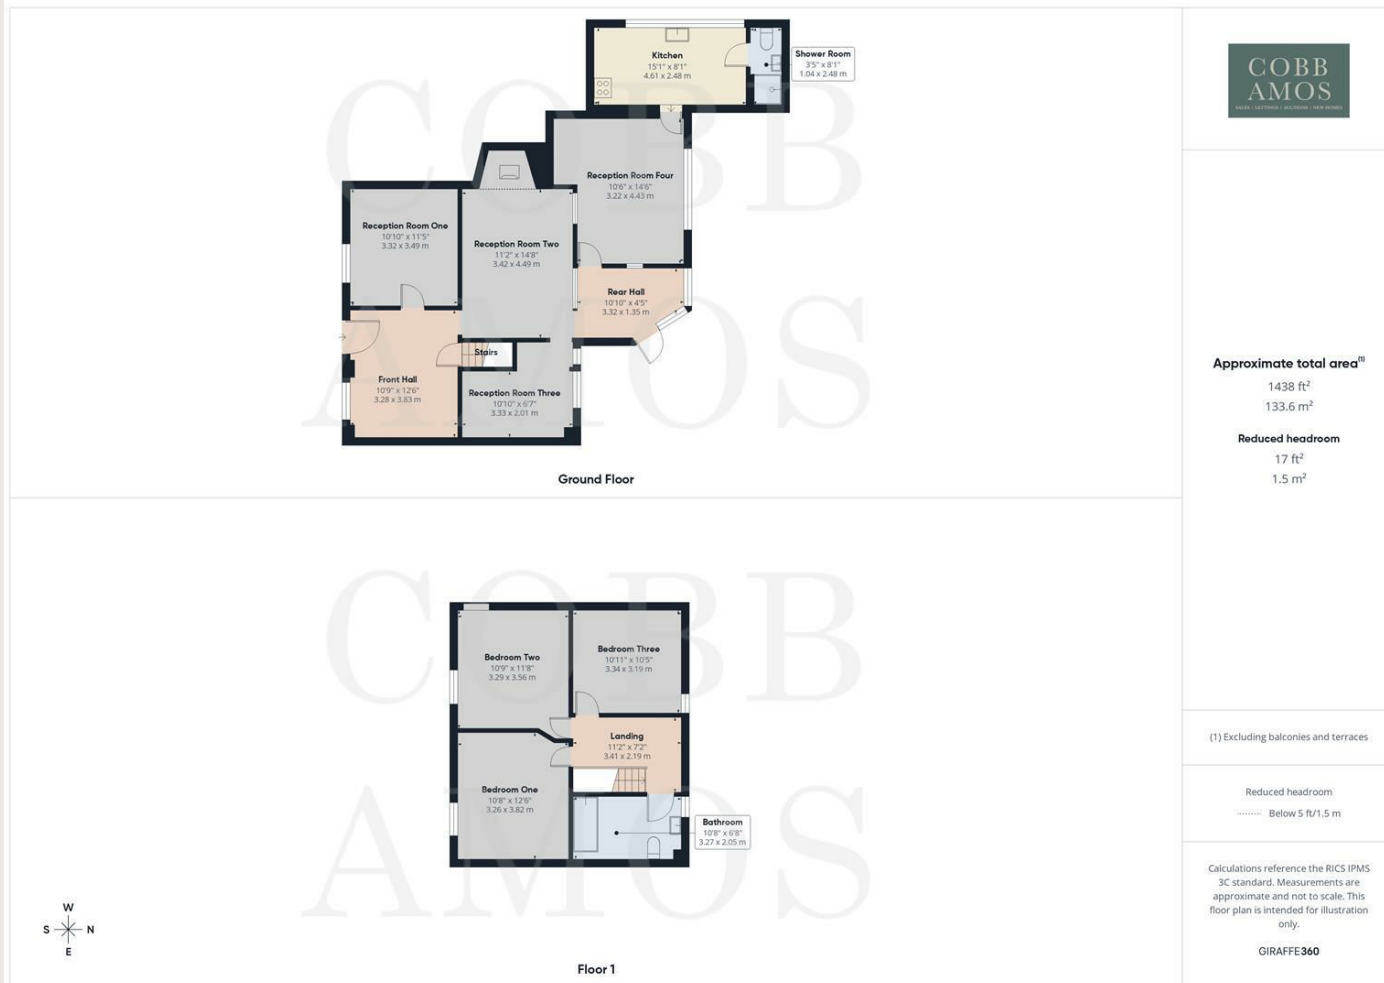 Kitchen
15'1" x 8'1"
4.61 x 2.48 m
Shower Room
3'5" x 8'1"
1.04 x 2.48 m
Reception Room Four
10'6" x 14'6"
3.22 x 4.43 m
Reception Room One
10'10" x 11'5"
3.32 x 3.49 m
Reception Room Two
11'2" x 14'8"
3.42 x 4.49 m
Rear Hall
10'10" x 4'5"
3.32 x 1.35 m
Stairs
Front Hall
10'9" x 12'6"
3.28 x 3.83 m
Reception Room Three
10'10" x 6'7"
3.33 x 2.01 m
COBB
AMOS
Ground Floor
Bedroom Two
10'9" x 11'8"
3.29 x 3.56 m
Bedroom Three
10'11" x 10'5"
3.34 x 3.19 m
Landing
11'2" x 7'2"
3.41 x 2.19 m
Bedroom One
10'8" x 12'6"
3.26 x 3.82 m
Bathroom
10'8" x 6'8"
3.27 x 2.05 m
COBB
AMOS
W
S N
E
Floor 1
COBB
AMOS
SALES | LETTINGS | AUCTIONS | NEW HOMES
Approximate total area(1)
1438 ft²
133.6 m²
Reduced headroom
17 ft²
1.5 m²
(1) Excluding balconies and terraces
Reduced headroom
Below 5 ft/1.5 m
Calculations reference the RICS IPMS
3C standard. Measurements are
approximate and not to scale. This
floor plan is intended for illustration
only.
GIRAFFE360